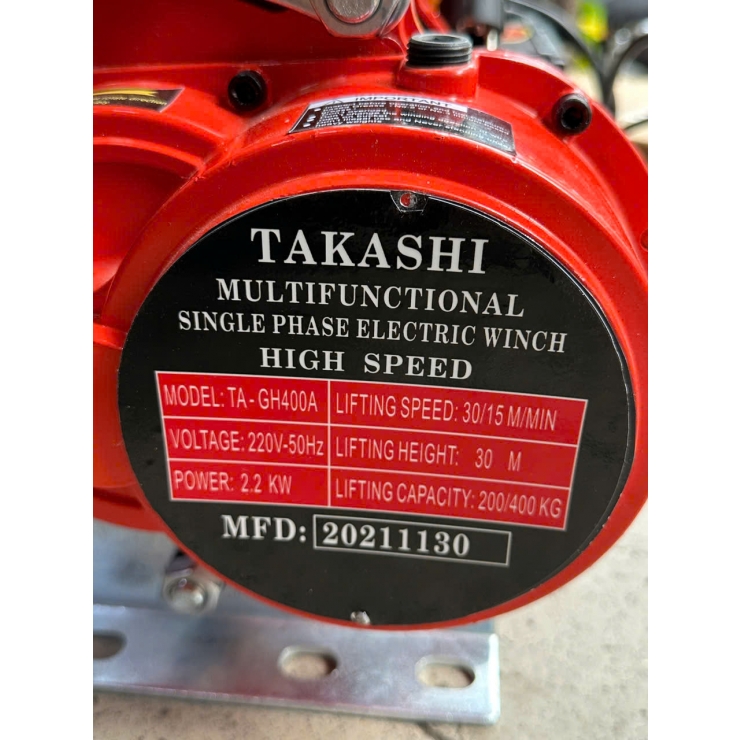 IMPORTANT
TAKASHI
MULTIFUNCTIONAL
SINGLE PHASE ELECTRIC WINCH
HIGH SPEED
MODEL: TA - GH400A LIFTING SPEED: 30/15 M/MIN
VOLTAGE: 220V-50Hz LIFTING HEIGHT: 30 M
POWER: 2.2 KW LIFTING CAPACITY: 200/400 KG
MFD: 20211130